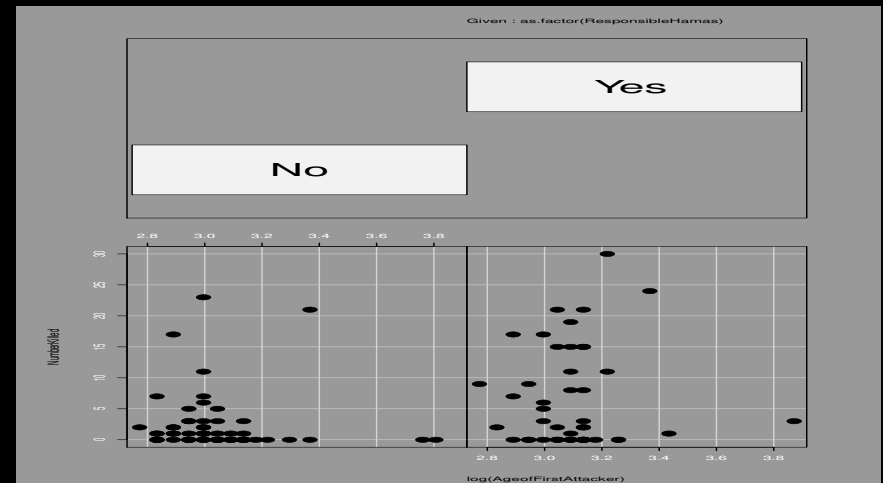 Given : as.factor(ResponsibleHamas)
Yes
No
2.8 3.0 3.2 3.4 3.6 3.8
30
25
20
15
10
5
0
NumberKilled
2.8 3.0 3.2 3.4 3.6 3.8
log(AgeofFirstAttacker)